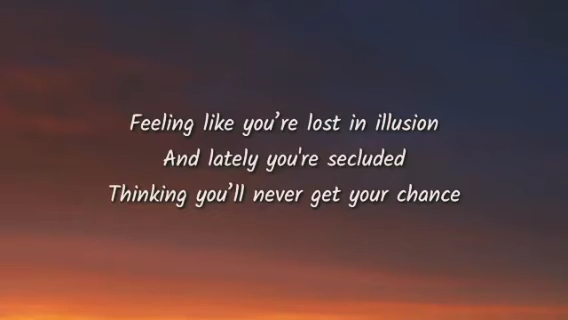 Feeling like you’re lost in illusion
And lately you're secluded
Thinking you’ll never get your chance